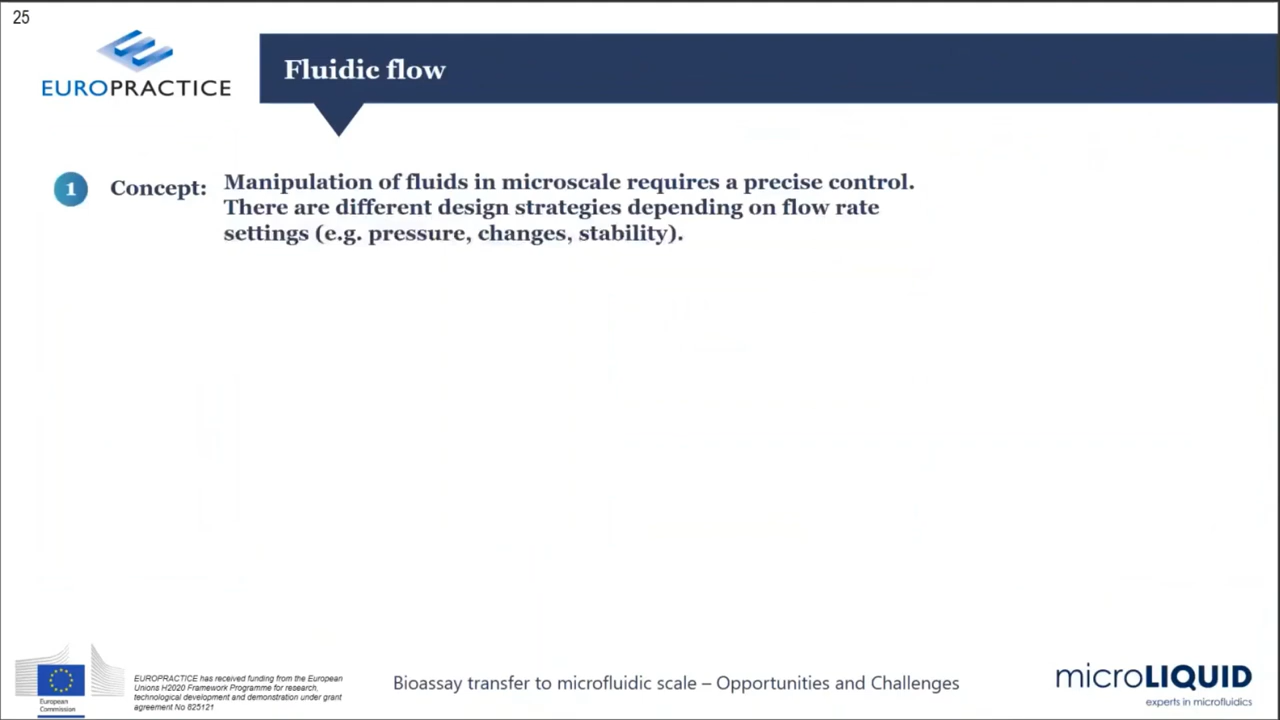 25
EUROPRACTICE
Fluidic flow
1
Concept:
Manipulation of fluids in microscale requires a precise control.
There are different design strategies depending on flow rate
settings (e.g. pressure, changes, stability).
European
Commission
EUROPRACTICE has received funding from the European
Unions H2020 Framework Programme for research,
technological development and demonstration under grant
agreement No 825121
Bioassay transfer to microfluidic scale – Opportunities and Challenges
microLIQUID
experts in microfluidics